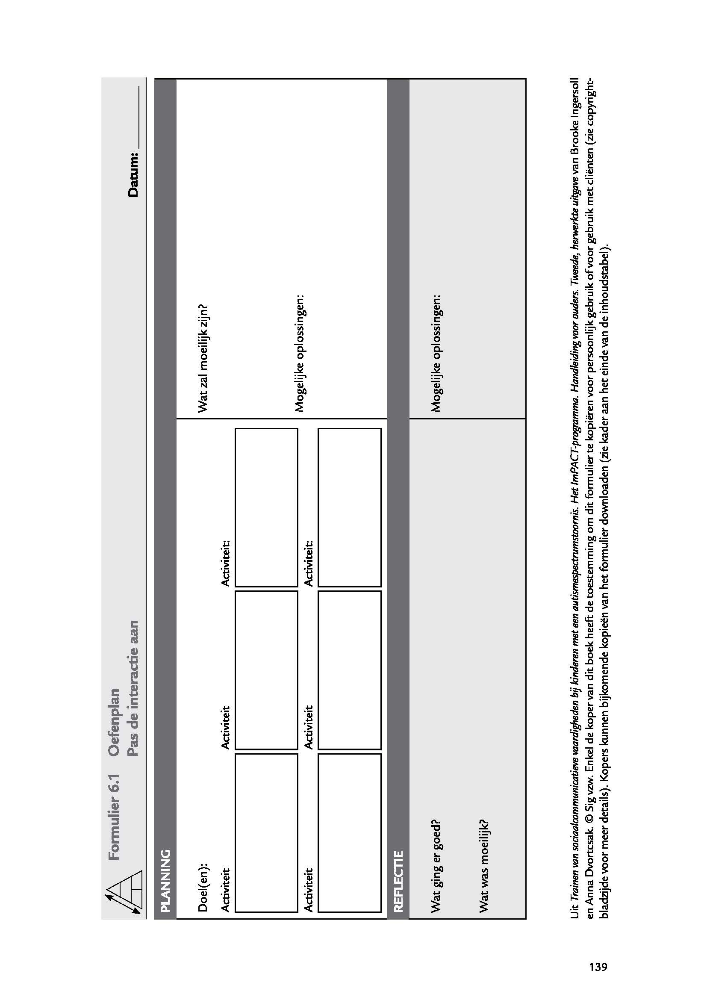 Formulier 6.1 Oefenplan
Pas de interactie aan
Datum:
PLANNING
Doel(en):
Activiteit
Activiteit
Activiteit:
Activiteit
Activiteit
Activiteit:
Wat zal moeilijk zijn?
Mogelijke oplossingen:
REFLECTIE
Wat ging er goed?
Wat was moeilijk?
Mogelijke oplossingen:
Uit Trainen van sociaalcommunicatieve vaardigheden bij kinderen met een autismespectrumstoornis. Het ImPACT-programma. Handleiding voor ouders. Tweede, herwerkte uitgave van Brooke Ingersoll
en Anna Dvortcsak. © Sig vzw. Enkel de koper van dit boek heeft de toestemming om dit formulier te kopiëren voor persoonlijk gebruik of voor gebruik met cliënten (zie copyright-
bladzijde voor meer details). Kopers kunnen bijkomende kopieën van het formulier downloaden (zie kader aan het einde van de inhoudstabel).
139